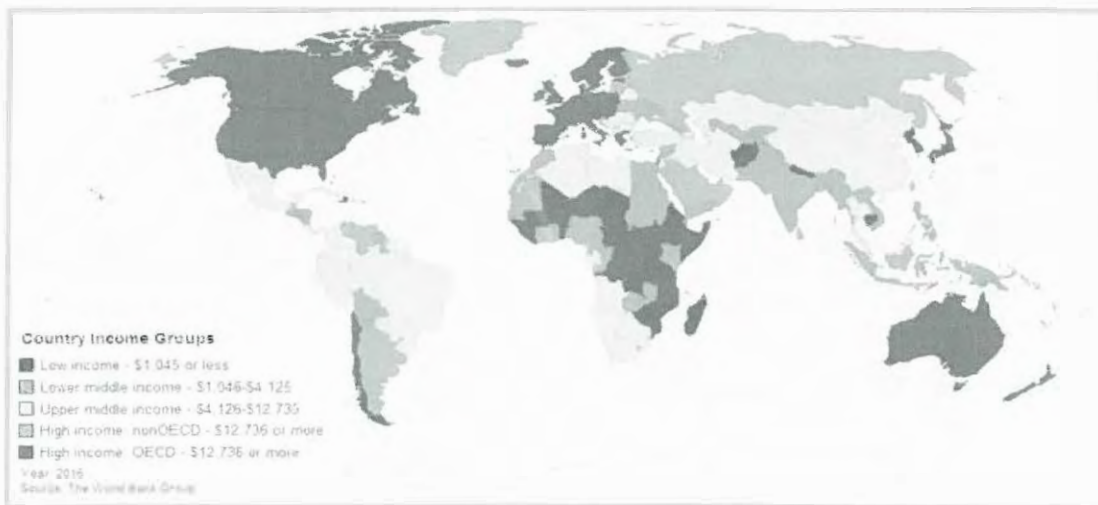 Country Income Groups
Low income - $1.045 or less
Lower middle income - $1.046-$4.125
Upper middle income - $4.126-$12.735
High income: nonOECD - $12.736 or more
High income: OECD - $12.736 or more
Year: 2016
Source: The World Bank Group